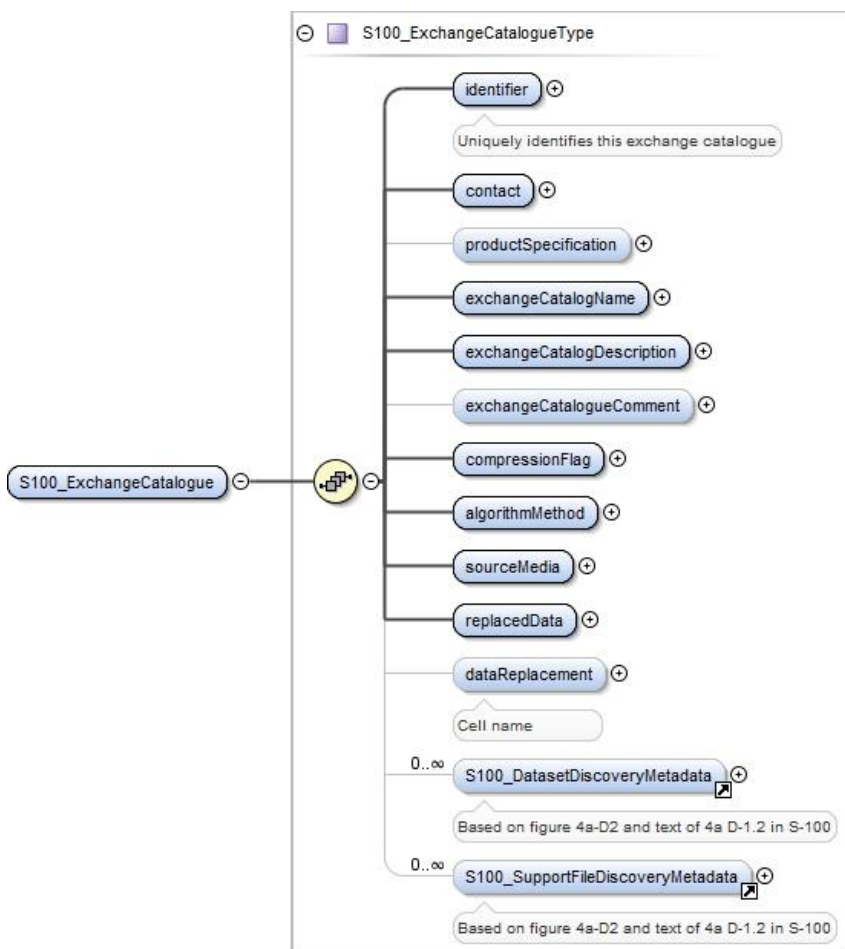 S100_ExchangeCatalogueType
identifier
Uniquely identifies this exchange catalogue
contact
productSpecification
exchangeCatalogName
exchangeCatalogDescription
exchangeCatalogueComment
compressionFlag
S100_ExchangeCatalogue
algorithmMethod
sourceMedia
replacedData
dataReplacement
Cell name
0..∞
S100_DatasetDiscoveryMetadata
Based on figure 4a-D2 and text of 4a D-1.2 in S-100
0..∞
S100_SupportFileDiscoveryMetadata
Based on figure 4a-D2 and text of 4a D-1.2 in S-100